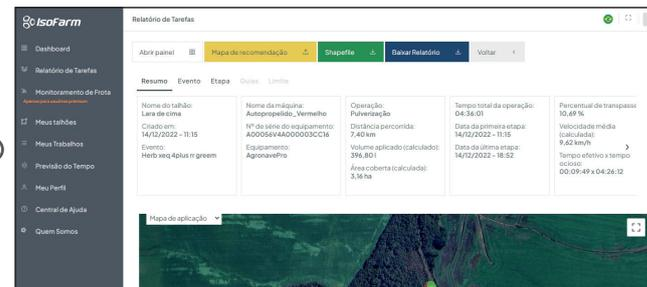 IsoFarm
Relatório de Tarefas
Dashboard
Relatório de Tarefas
Monitoramento de Frota
Apenas para usuários premium
Meus talhões
Meus Trabalhos
Previsão do Tempo
Meu Perfil
Central de Ajuda
Quem Somos
Abrir painel
Mapa de recomendação
Shapefile
Baixar Relatório
Voltar
Resumo Evento Etapa Guias Limite
Nome do talhão:
Lara de cima
Criado em:
14/12/2022 - 11:15
Evento:
Herb xeq 4plus rr greem
Nome da máquina:
Autopropelido_Vermelho
Nº de série do equipamento:
A00056V4A00003CC16
Equipamento:
AgronavePro
Operação:
Pulverização
Distância percorrida:
7,40 km
Volume aplicado (calculado):
396,80 l
Área coberta (calculada):
3,16 ha
Tempo total da operação:
04:36:01
Data da primeira etapa:
14/12/2022 - 11:15
Data da última etapa:
14/12/2022 - 18:52
Percentual de transpasse
10,69 %
Velocidade média
(calculada):
9,62 km/h
Tempo efetivo x tempo
ocioso:
00:09:49 x 04:26:12
Mapa de aplicação